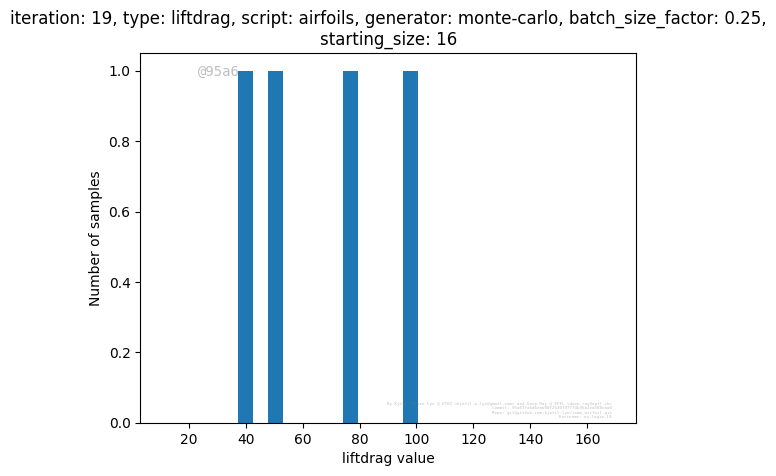 iteration: 19, type: liftdrag, script: airfoils, generator: monte-carlo, batch_size_factor: 0.25,
starting_size: 16
@95a6
1.0
0.8
0.6
0.4
0.2
0.0
Number of samples
20 40 60 80 100 120 140 160
liftdrag value